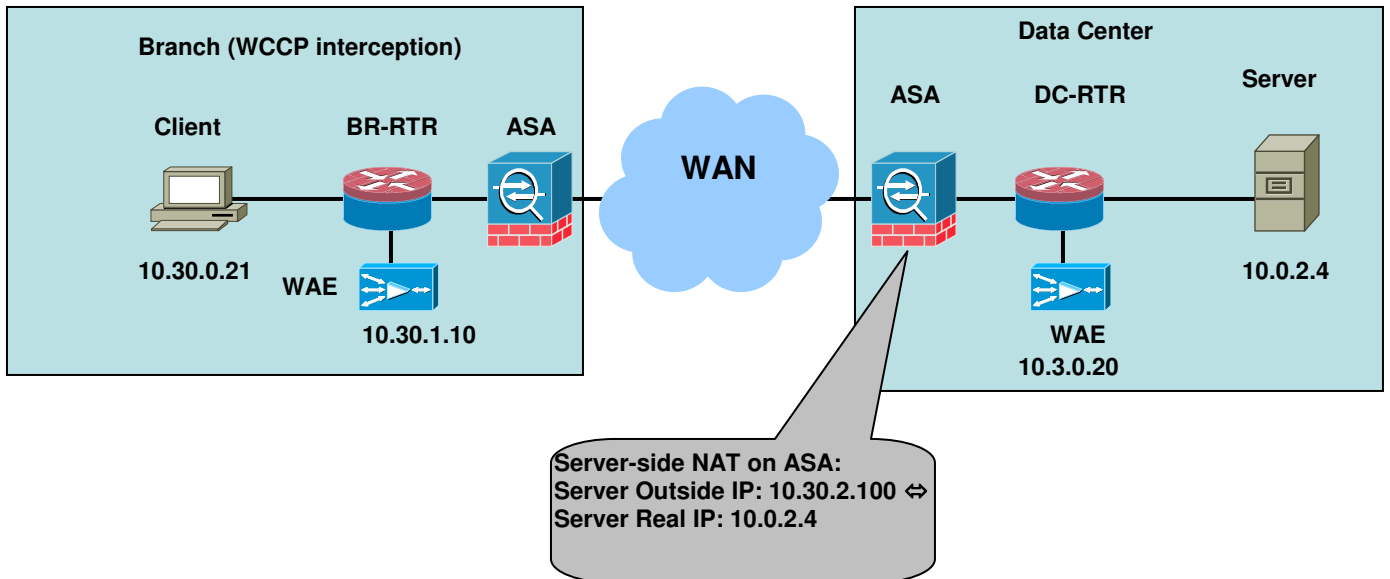 Branch (WCCP interception)
Client
BR-RTR
ASA
10.30.0.21
WAE
10.30.1.10
WAN
Data Center
ASA
DC-RTR
Server
10.0.2.4
WAE
10.3.0.20
Server-side NAT on ASA:
Server Outside IP: 10.30.2.100 ⇔
Server Real IP: 10.0.2.4